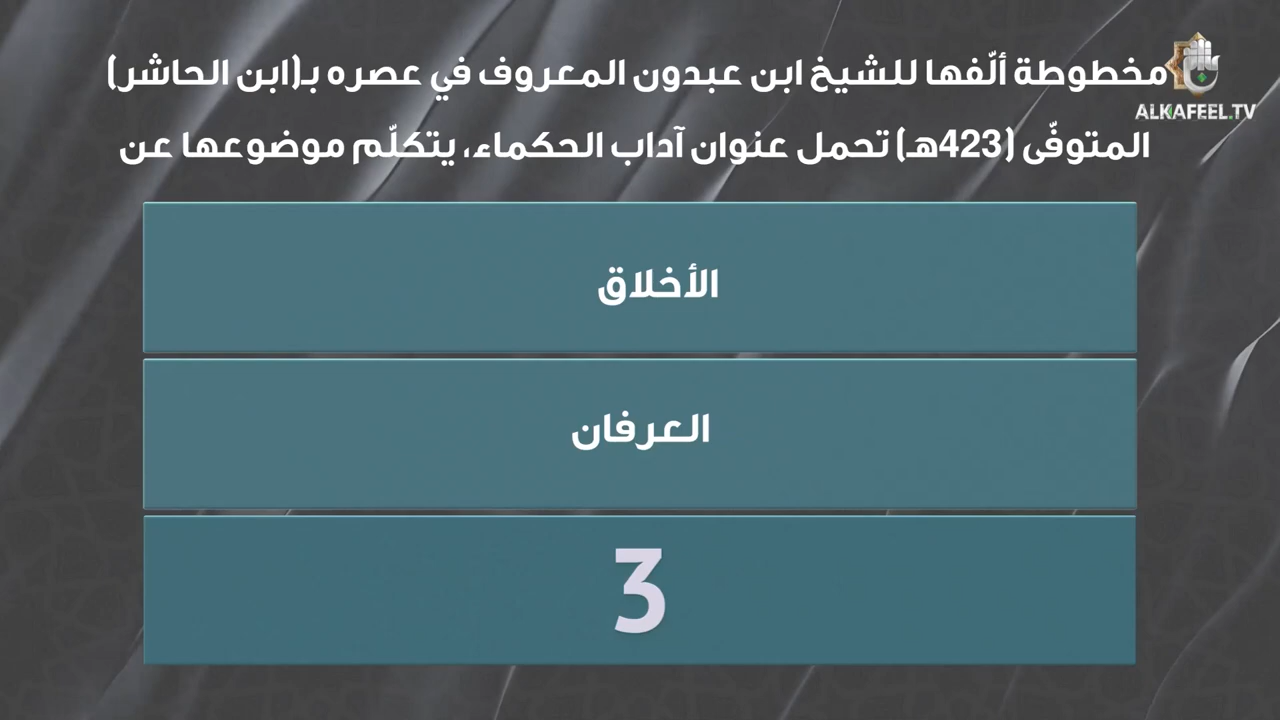 مخطوطة ألّفها للشيخ ابن عبدون المعروف في عصره بـ(ابن الحاشر)
ALKAFEEL.TV
المتوفّى (423هـ) تحمل عنوان آداب الحكماء، يتكلّم موضوعها عن
الأخلاق
العرفان
3